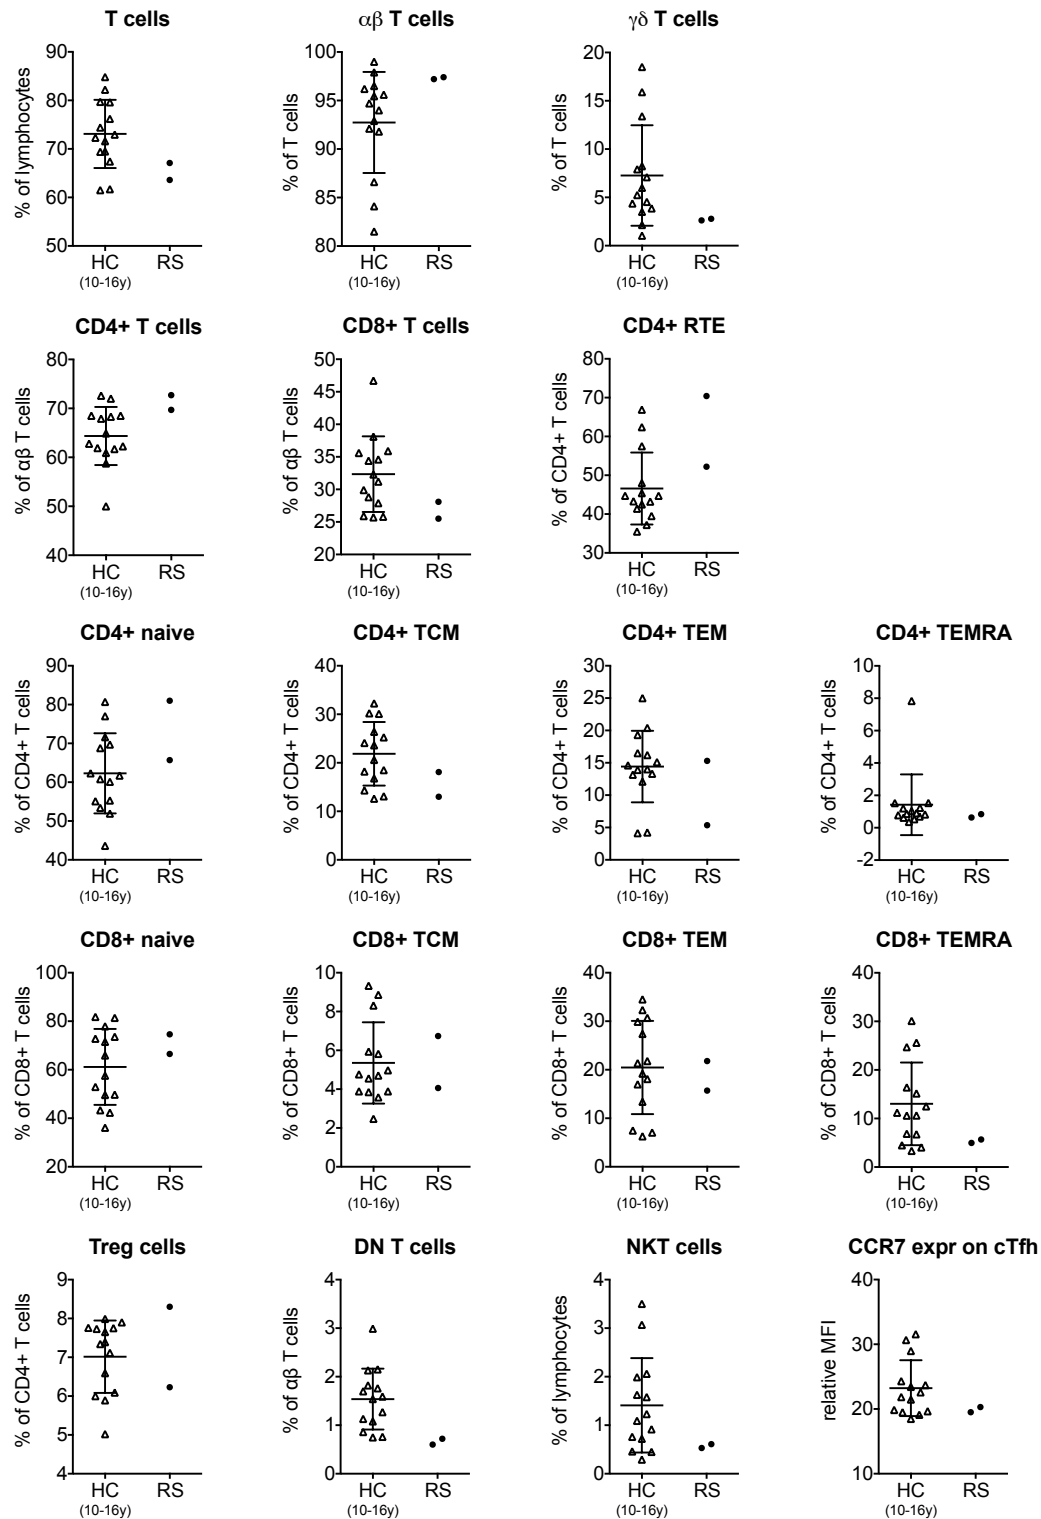 T cells
αβ T cells
γδ T cells
% of lymphocytes
90
80
70
60
50
HC
(10-16y)
RS
% of T cells
100
95
90
85
80
HC
(10-16y)
RS
% of T cells
20
15
10
5
0
HC
(10-16y)
RS
CD4+ T cells
CD8+ T cells
CD4+ RTE
% of αβ T cells
80
70
60
50
40
HC
(10-16y)
RS
% of αβ T cells
50
45
40
35
30
25
20
HC
(10-16y)
RS
% of CD4+ T cells
80
70
60
50
40
30
HC
(10-16y)
RS
CD4+ naive
CD4+ TCM
CD4+ TEM
CD4+ TEMRA
% of CD4+ T cells
90
80
70
60
50
40
HC
(10-16y)
RS
% of CD4+ T cells
40
30
20
10
0
HC
(10-16y)
RS
% of CD4+ T cells
30
25
20
15
10
5
0
HC
(10-16y)
RS
% of CD4+ T cells
10
8
6
4
2
0
-2
HC
(10-16y)
RS
CD8+ naive
CD8+ TCM
CD8+ TEM
CD8+ TEMRA
% of CD8+ T cells
100
80
60
40
20
HC
(10-16y)
RS
% of CD8+ T cells
10
8
6
4
2
0
HC
(10-16y)
RS
% of CD8+ T cells
40
30
20
10
0
HC
(10-16y)
RS
% of CD8+ T cells
40
30
20
10
0
HC
(10-16y)
RS
Treg cells
DN T cells
NKT cells
CCR7 expr on cTfh
% of CD4+ T cells
9
8
7
6
5
4
HC
(10-16y)
RS
% of αβ T cells
4
3
2
1
0
HC
(10-16y)
RS
% of lymphocytes
4
3
2
1
0
HC
(10-16y)
RS
relative MFI
40
30
20
10
HC
(10-16y)
RS